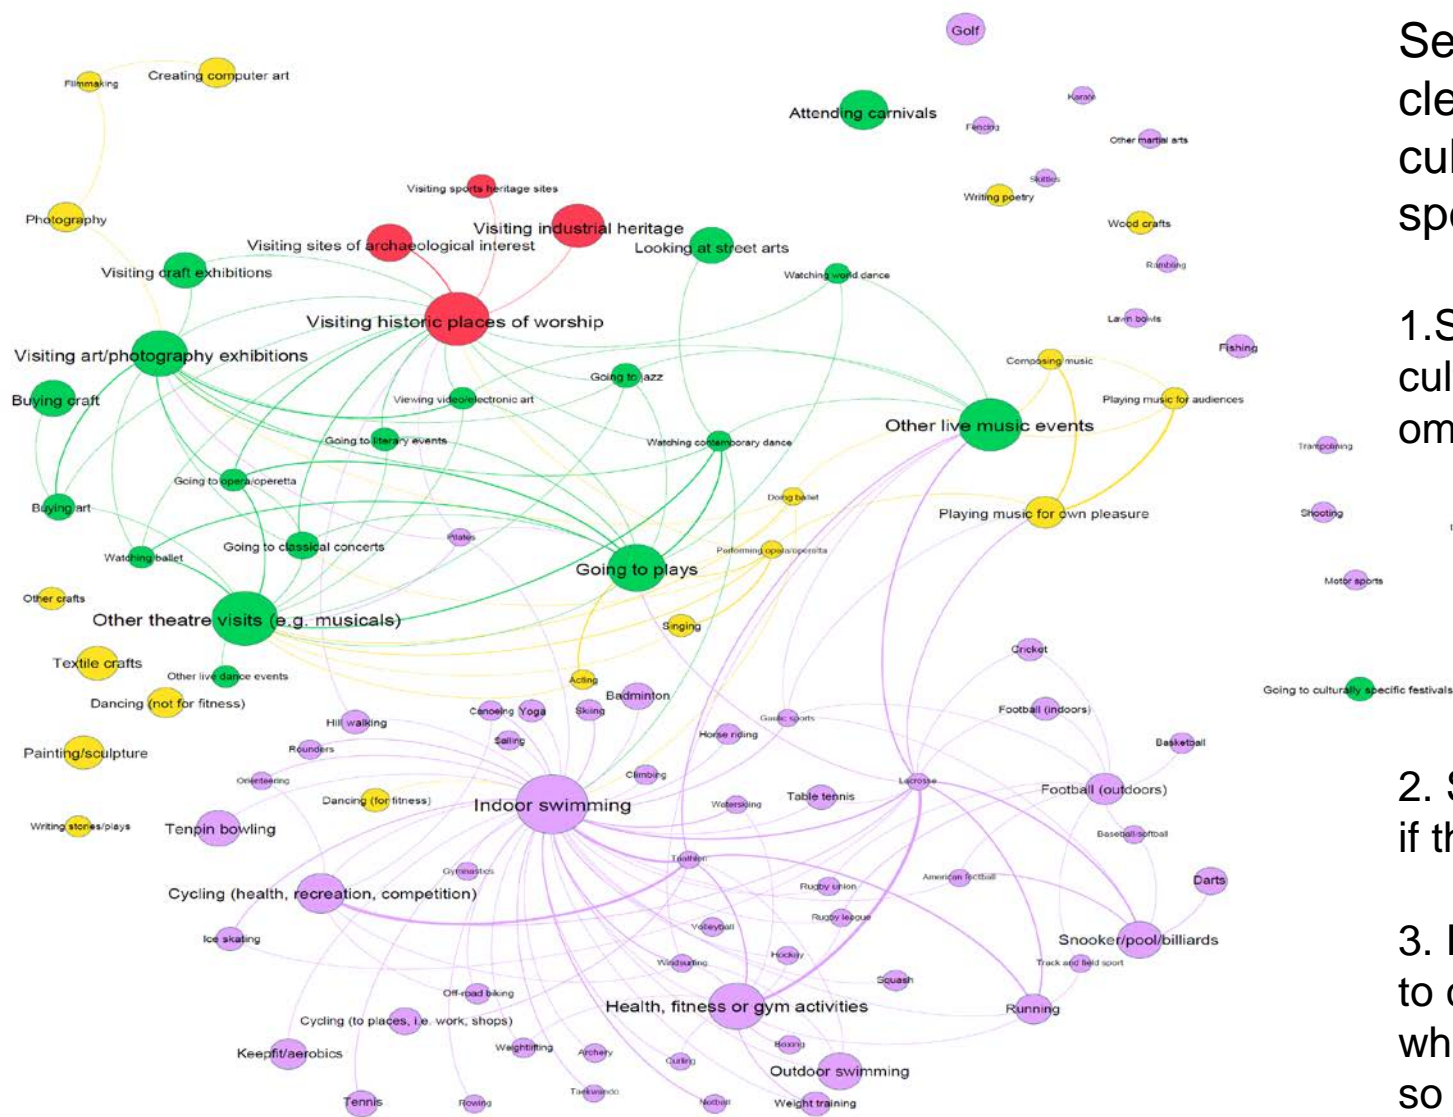 Golf
Filmmaking
Creating computer art
Attending carnivals
Karate
Fencing
Other martial arts
Skittles
Writing poetry
Visiting sports heritage sites
Photography
Visiting industrial heritage
Wood crafts
Visiting sites of archaeological interest
Looking at street arts
Visiting craft exhibitions
Watching world dance
Rambling
Visiting historic places of worship
Lawn bowls
Fishing
Visiting art/photography exhibitions
Composing music
Going to jazz
Buying craft
Viewing video/electronic art
Playing music for audiences
Other live music events
Going to literary events
Watching contemporary dance
Trampolining
Going to opera/operetta
Doing ballet
Buying art
Playing music for own pleasure
Shooting
Pilates
Going to classical concerts
Performing opera/operetta
Watching ballet
Going to plays
Motor sports
Other crafts
Other theatre visits (e.g. musicals)
Singing
Cricket
Textile crafts
Other live dance events
Acting
Going to culturally specific festivals
Dancing (not for fitness)
Badminton
Canoeing
Yoga
Skiing
Football (indoors)
Hill walking
Gaelic sports
Horse riding
Sailing
Basketball
Rounders
Painting/sculpture
Orienteering
Climbing
Lacrosse
Football (outdoors)
Dancing (for fitness)
Indoor swimming
Waterskiing
Table tennis
Writing stories/plays
Tenpin bowling
Baseball/softball
Triathlon
Gymnastics
American football
Darts
Cycling (health, recreation, competition)
Rugby union
Rugby league
Volleyball
Ice skating
Snooker/pool/billiards
Hockey
Windsurfing
Track and field sport
Squash
Off-road biking
Health, fitness or gym activities
Running
Cycling (to places, i.e. work, shops)
Weightlifting
Boxing
Keepfit/aerobics
Archery
Curling
Outdoor swimming
Taekwando
Tennis
Rowing
Netball
Weight training
Se
cle
cul
spo
1.S
cul
om
2. S
if th
3. I
to c
wh
so